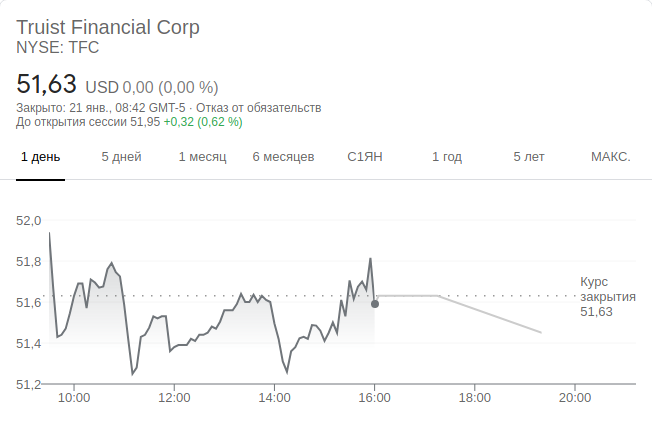 Truist Financial Corp
NYSE: TFC
51,63 USD 0,00 (0,00 %)
Закрыто: 21 янв., 08:42 GMT-5 · Отказ от обязательств
До открытия сессии 51,95 +0,32 (0,62 %)
1 день 5 дней 1 месяц 6 месяцев С1ЯН 1 год 5 лет МАКС.
52,0
51,8
51,6
51,4
51,2
Курс
закрытия
51,63
10:00 12:00 14:00 16:00 18:00 20:00